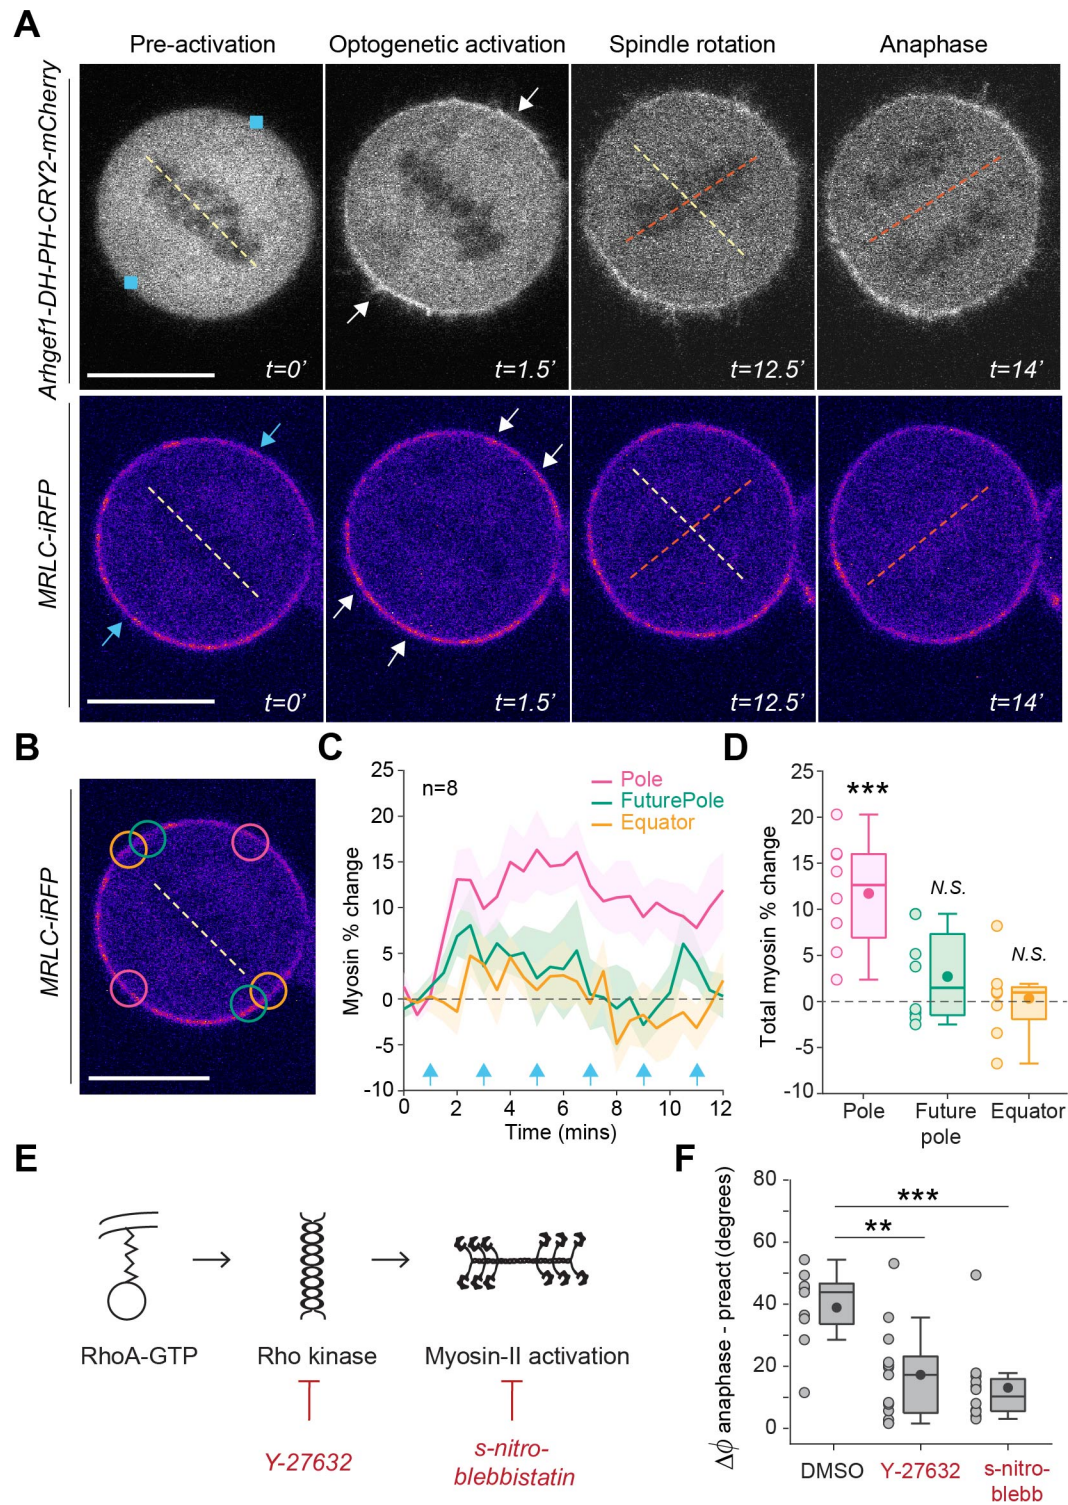 A
Pre-activation
Optogenetic activation
Spindle rotation
Anaphase
Arhgef1-DH-PH-CRY2-mCherry
t=0’
t=1.5’
t=12.5’
t=14’
MRLC-iRFP
t=0’
t=1.5’
t=12.5’
t=14’
B
MRLC-iRFP
C
n=8
Pole
FuturePole
Equator
Myosin % change
25
20
15
10
5
0
-5
-10
0 2 4 6 8 10 12
Time (mins)
D
Total myosin % change
25
20
15
10
5
0
-5
-10
***
N.S.
N.S.
Pole
Future
pole
Equator
E
RhoA-GTP
Rho kinase
Myosin-II activation
Y-27632
s-nitro-
blebbistatin
F
Δϕ anaphase - preact (degrees)
80
60
40
20
0
***
**
DMSO
Y-27632
s-nitro-
blebb